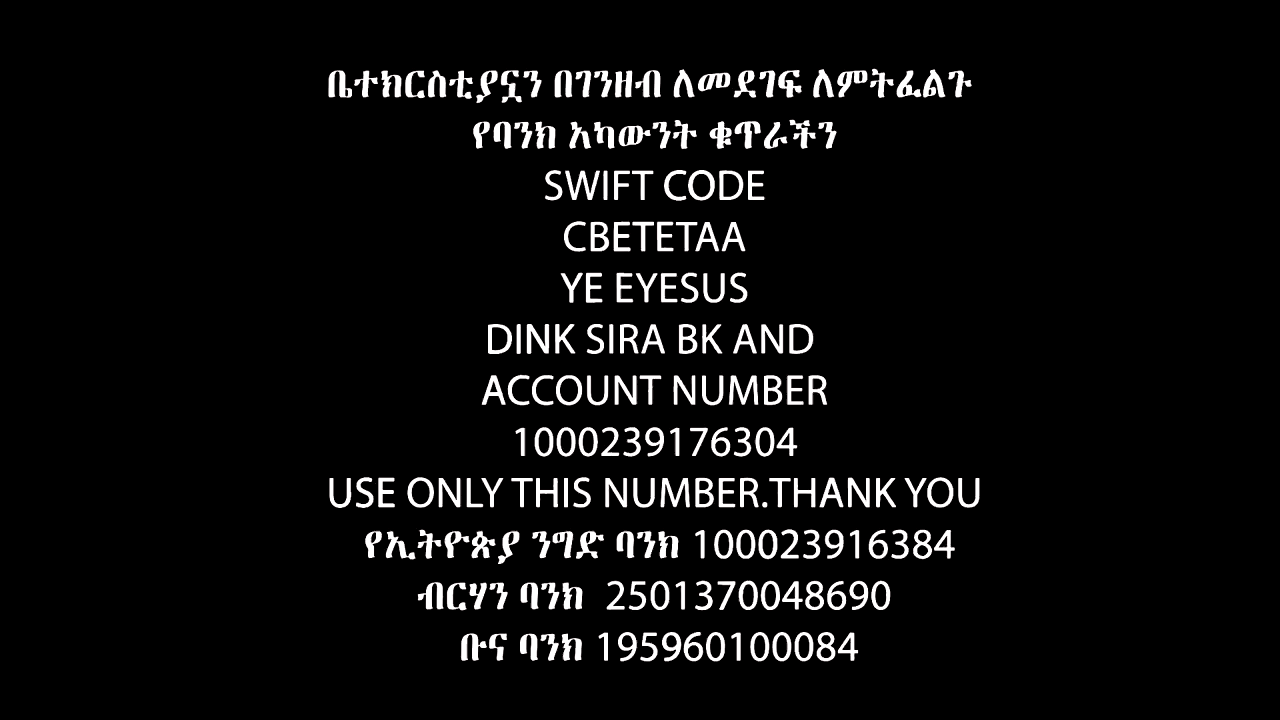 ቤተክርስቲያኗን በገንዘብ ለመደገፍ ለምትፈልጉ
የባንክ አካውንት ቁጥራችን
SWIFT CODE
CBETETAA
YE EYESUS
DINK SIRA BK AND
ACCOUNT NUMBER
1000239176304
USE ONLY THIS NUMBER.THANK YOU
የኢትዮጵያ ንግድ ባንክ 100023916384
ብርሃን ባንክ 2501370048690
ቡና ባንክ 195960100084